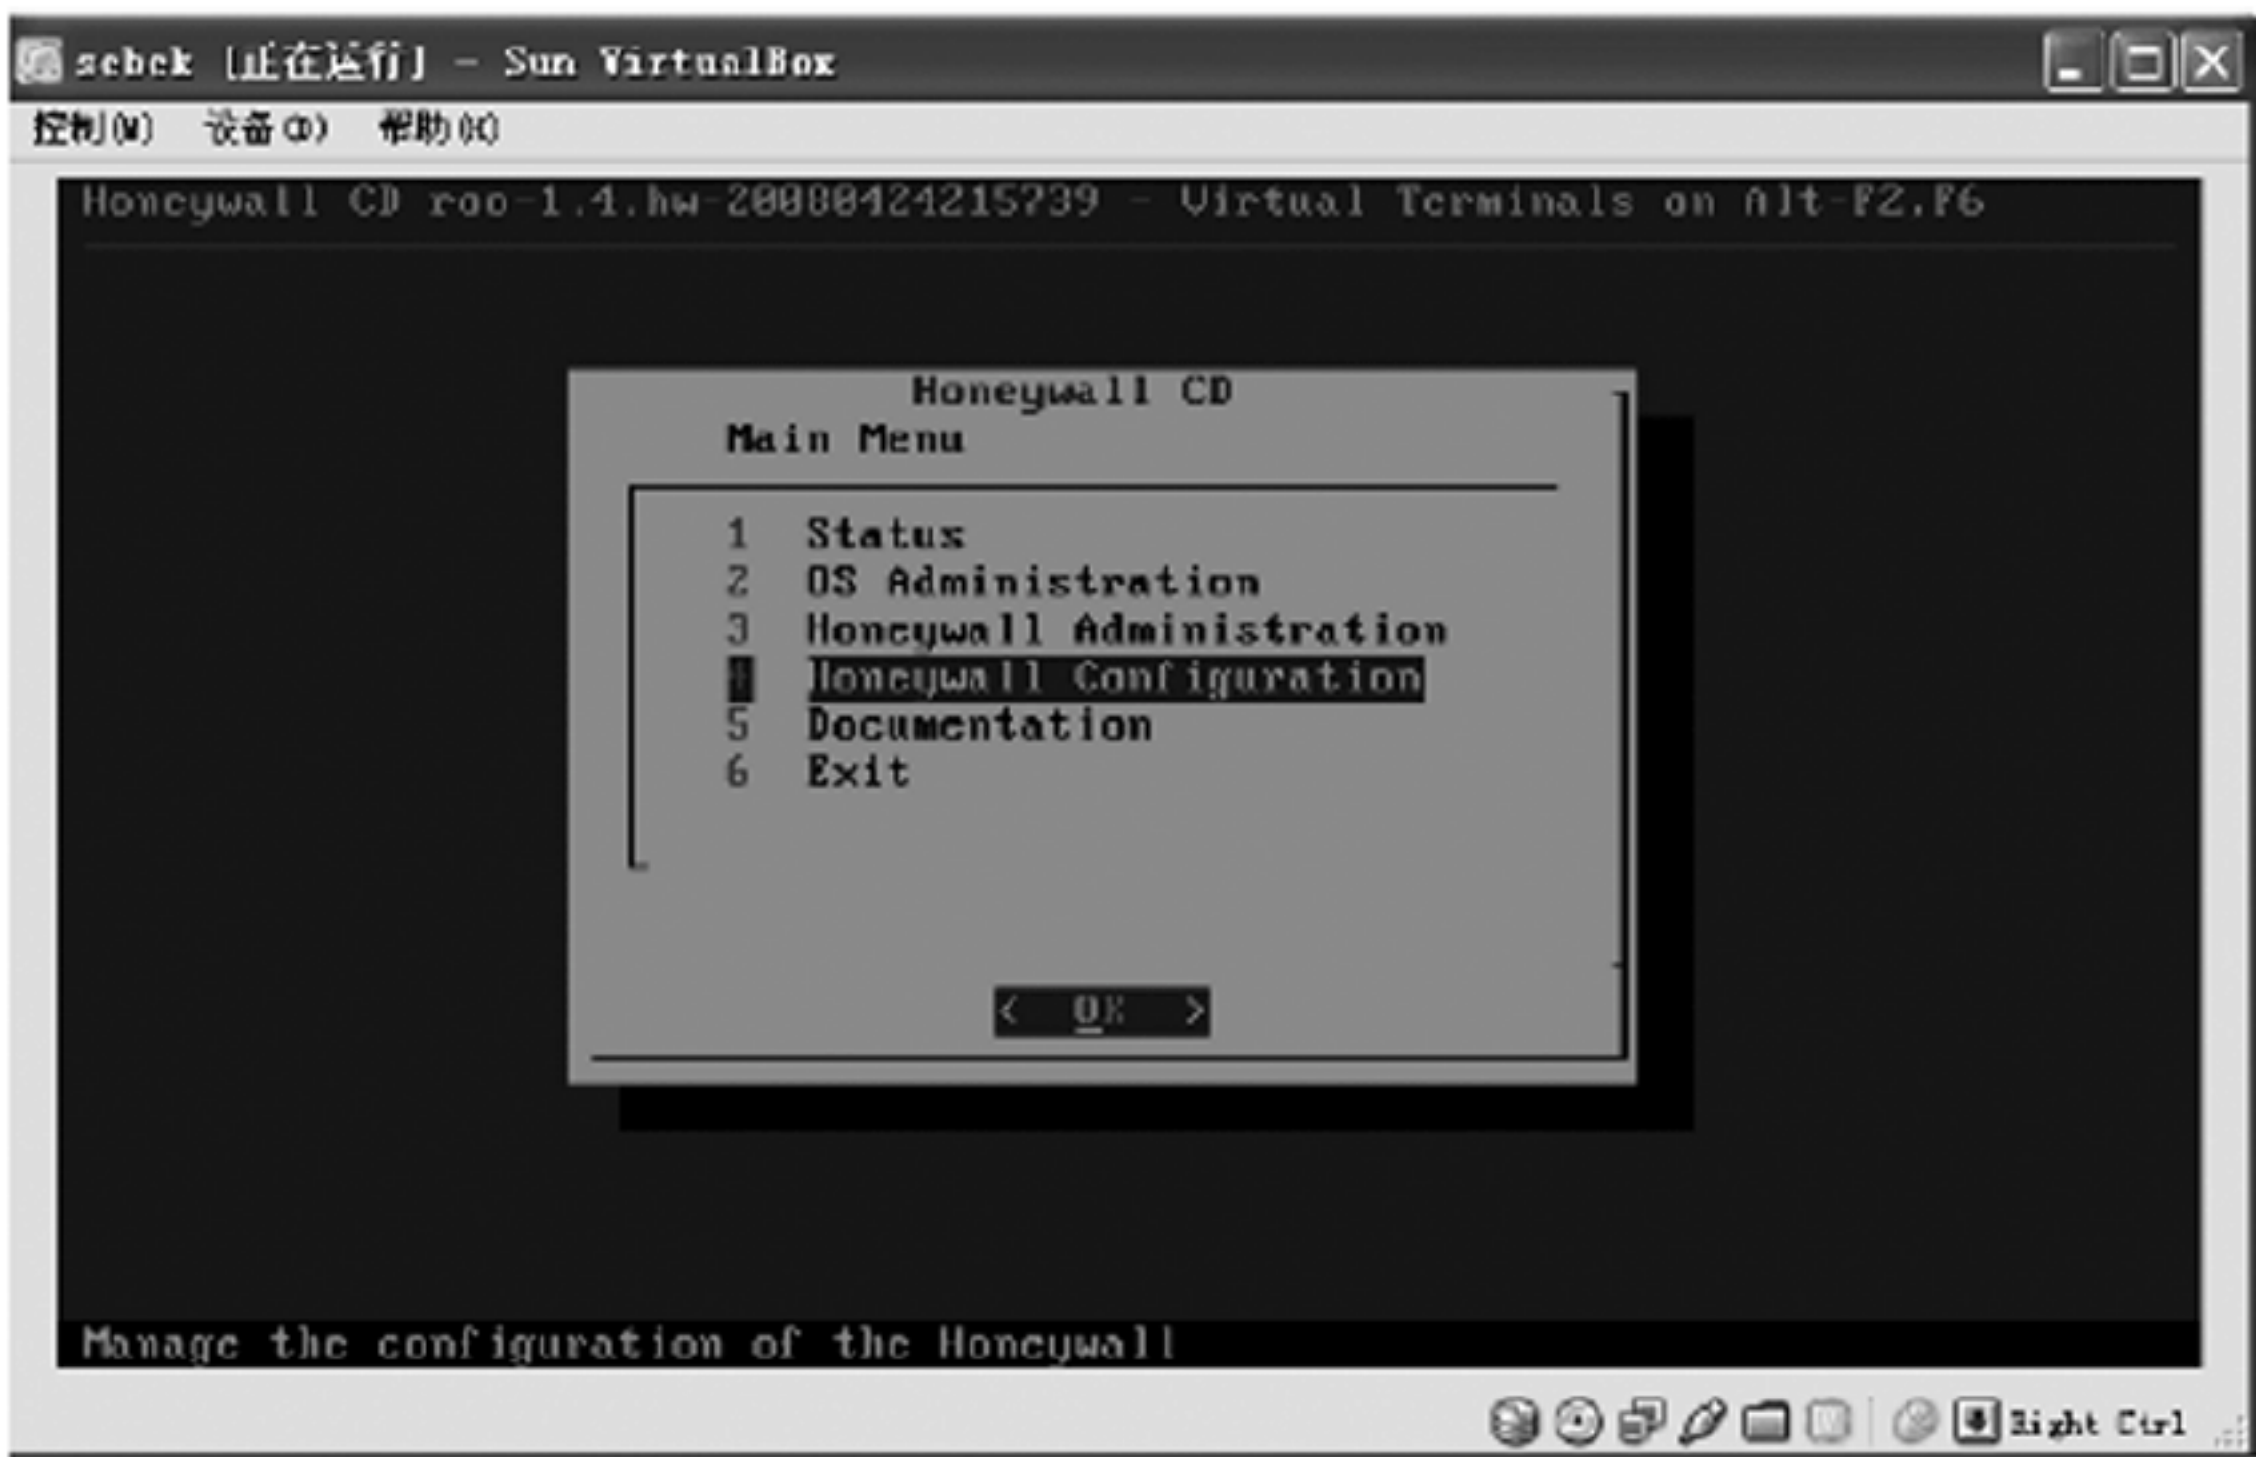 sebek [正在运行] - Sun VirtualBox
控制(M) 设备(D) 帮助(H)
Honeywall CD roo-1.4.hw-20080424215739 - Virtual Terminals on Alt-F2,F6
Honeywall CD
Main Menu
1 Status
2 OS Administration
3 Honeywall Administration
4 Honeywall Configuration
5 Documentation
6 Exit
< OK >
Manage the configuration of the Honeywall
Right Ctrl